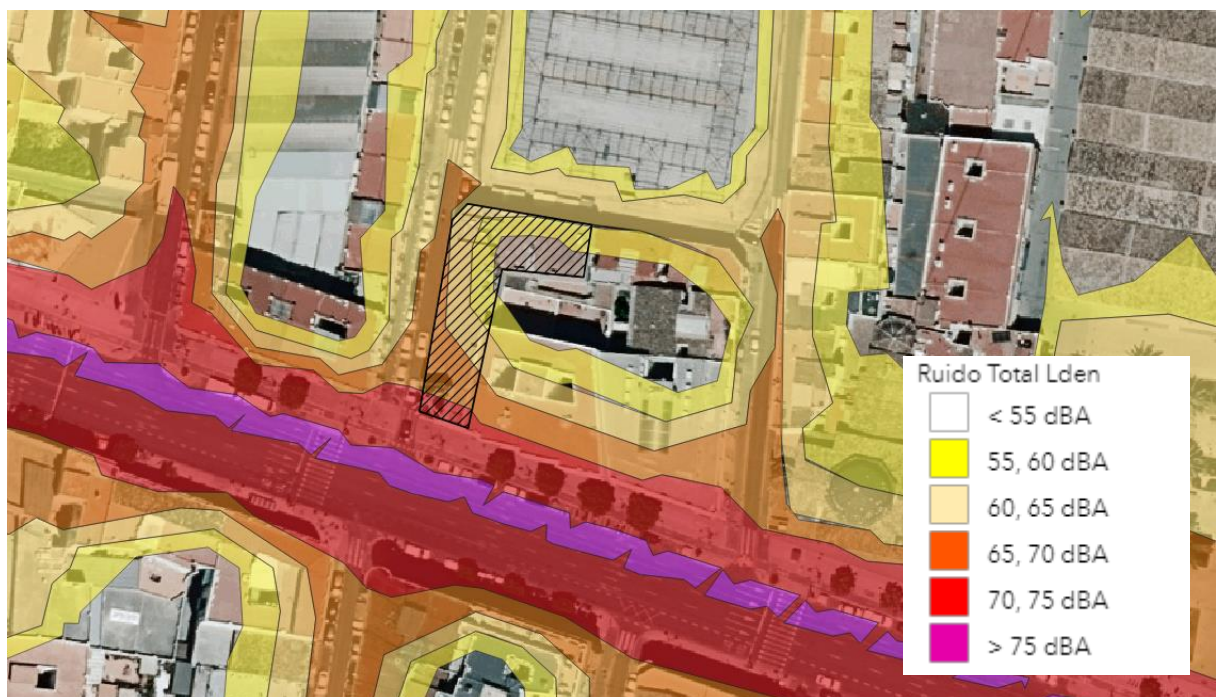 Ruido Total Lden
< 55 dBA
55, 60 dBA
60, 65 dBA
65, 70 dBA
70, 75 dBA
> 75 dBA